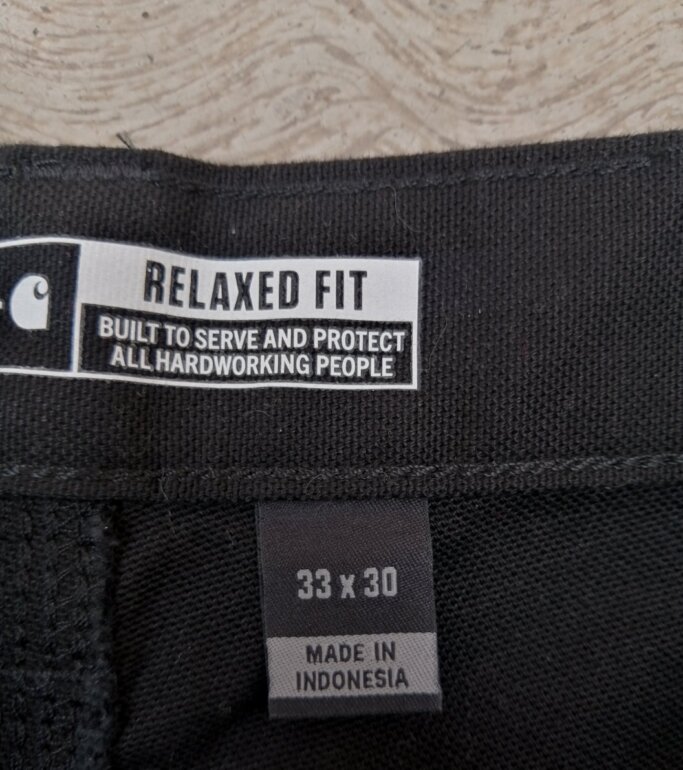 RELAXED FIT
BUILT TO SERVE AND PROTECT
ALL HARDWORKING PEOPLE
33 x 30
MADE IN
INDONESIA